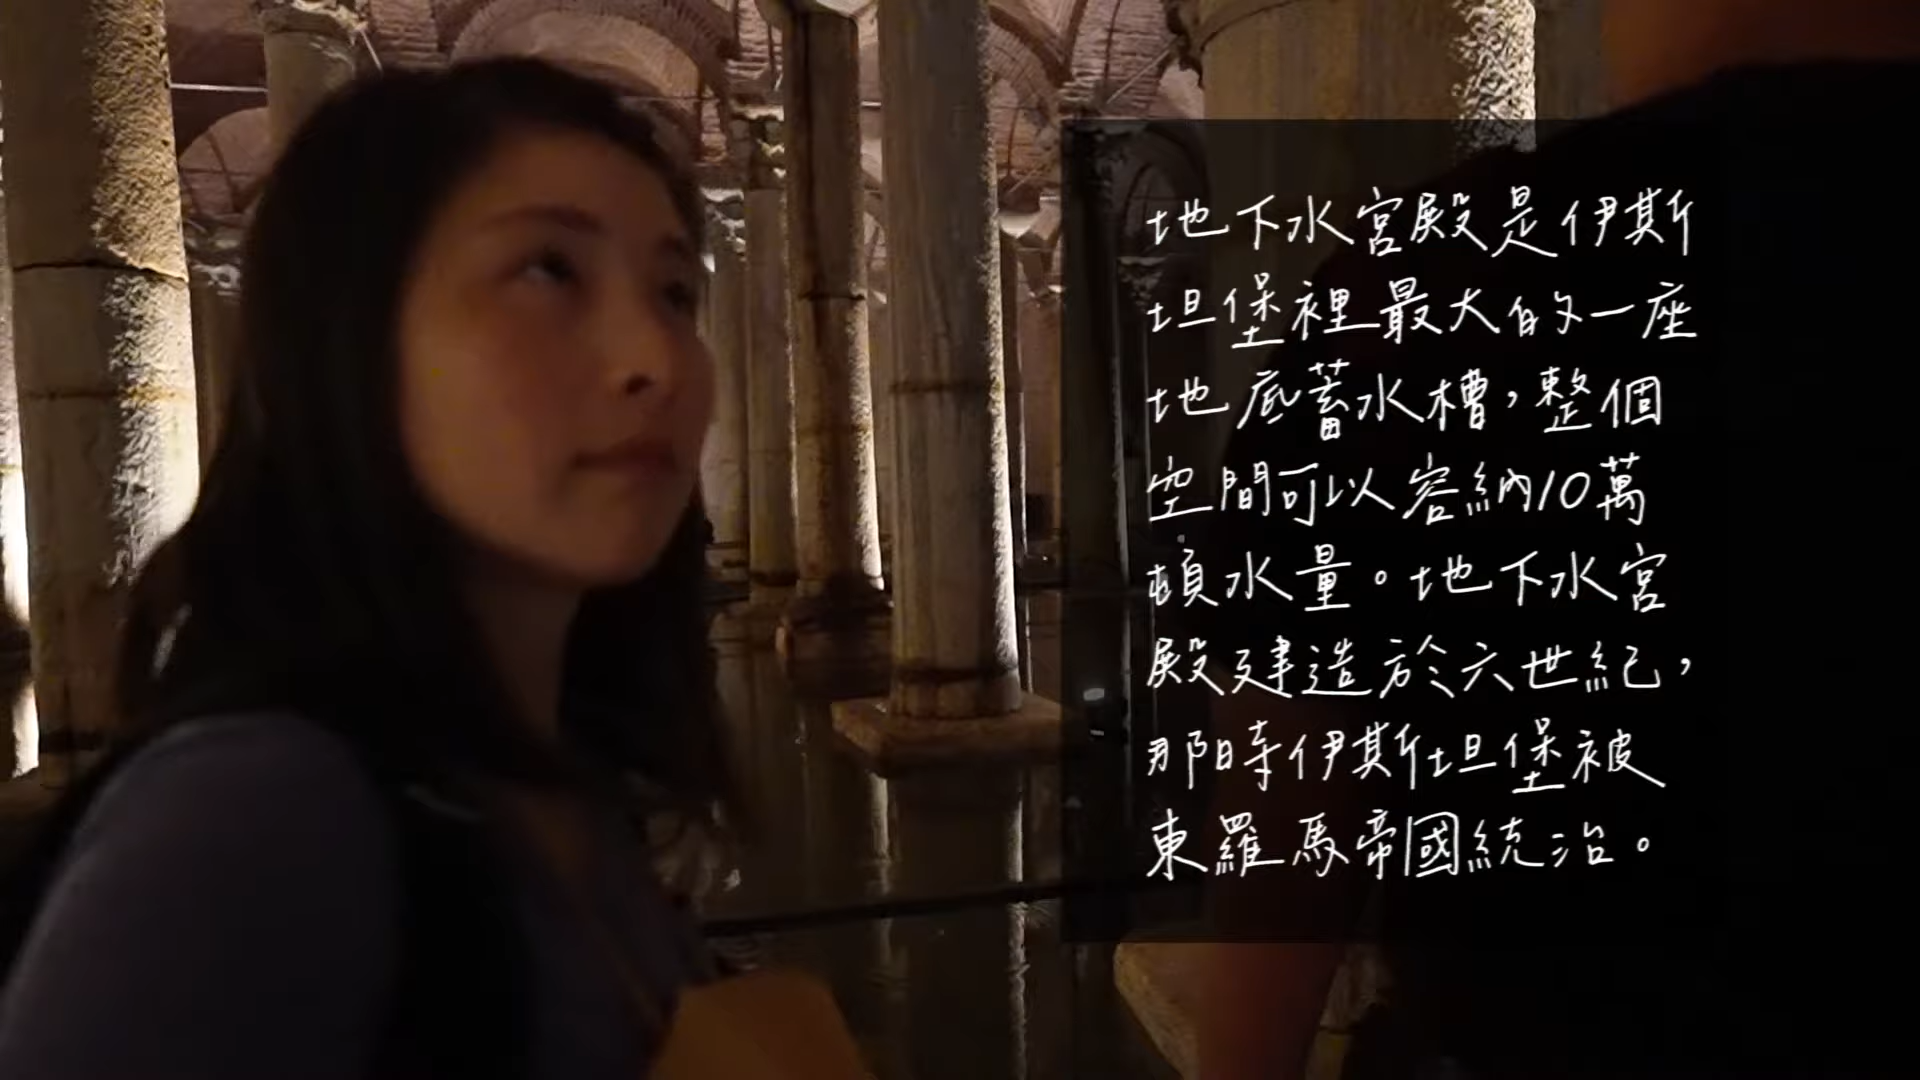 地下水宮殿是伊斯
坦堡裡最大的一座
地底蓄水槽，整個
空間可以容納10萬
頓水量。地下水宮
殿建造於六世紀，
那時伊斯坦堡被
東羅馬帝國統治。